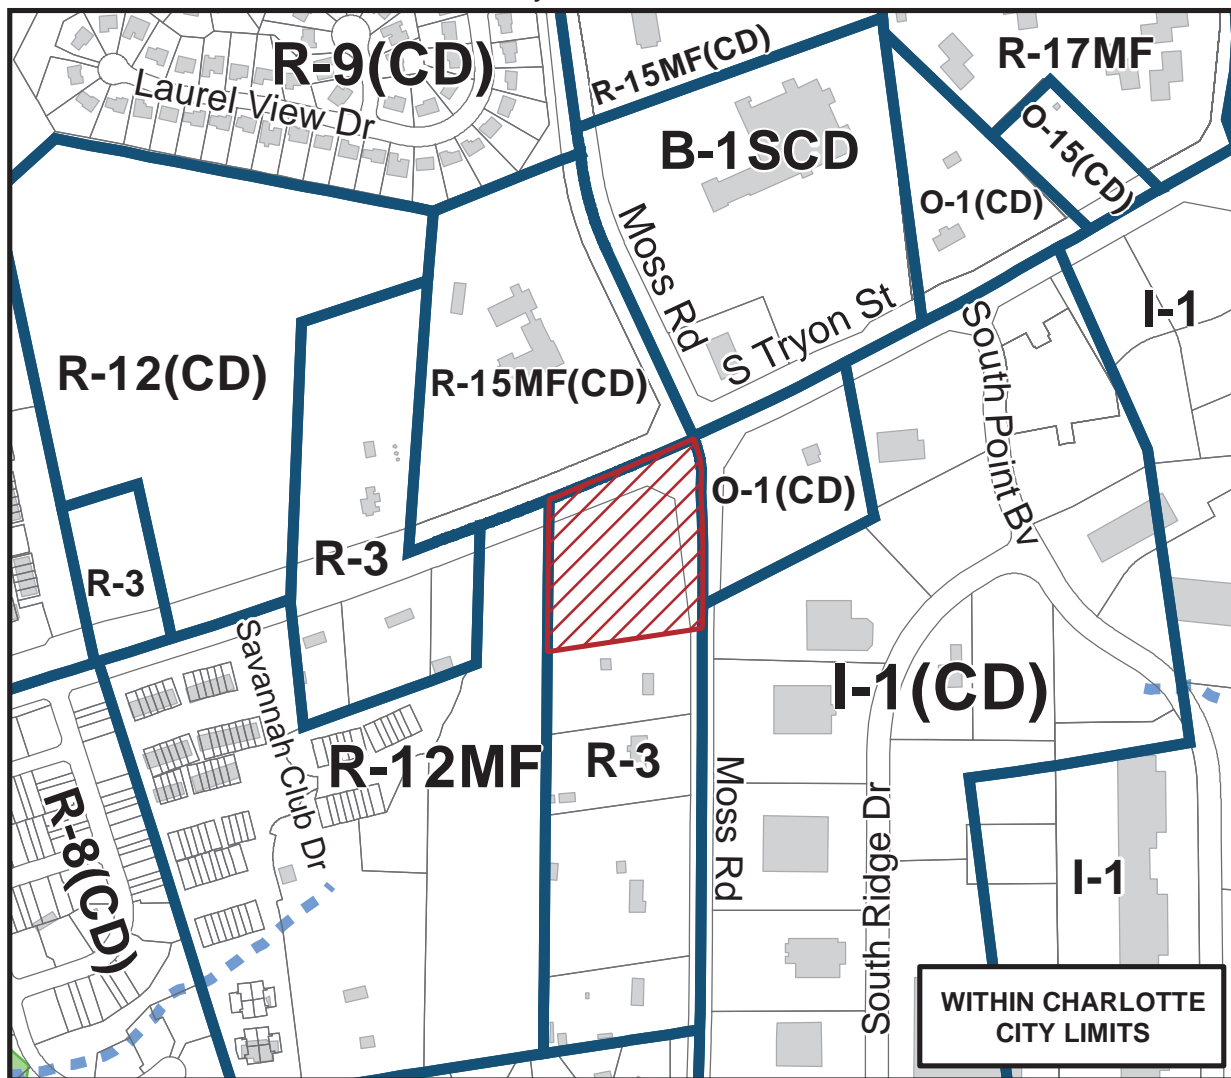 R-9(CD)
Laurel View Dr
R-15MF(CD)
R-17MF
B-1SCD
O-15(CD)
O-1(CD)
Moss Rd
S Tryon St
South Point Bv
I-1
R-12(CD)
R-15MF(CD)
O-1(CD)
R-3
R-3
Savannah Club Dr
I-1(CD)
R-12MF
R-3
Moss Rd
South Ridge Dr
R-8(CD)
I-1
WITHIN CHARLOTTE
CITY LIMITS